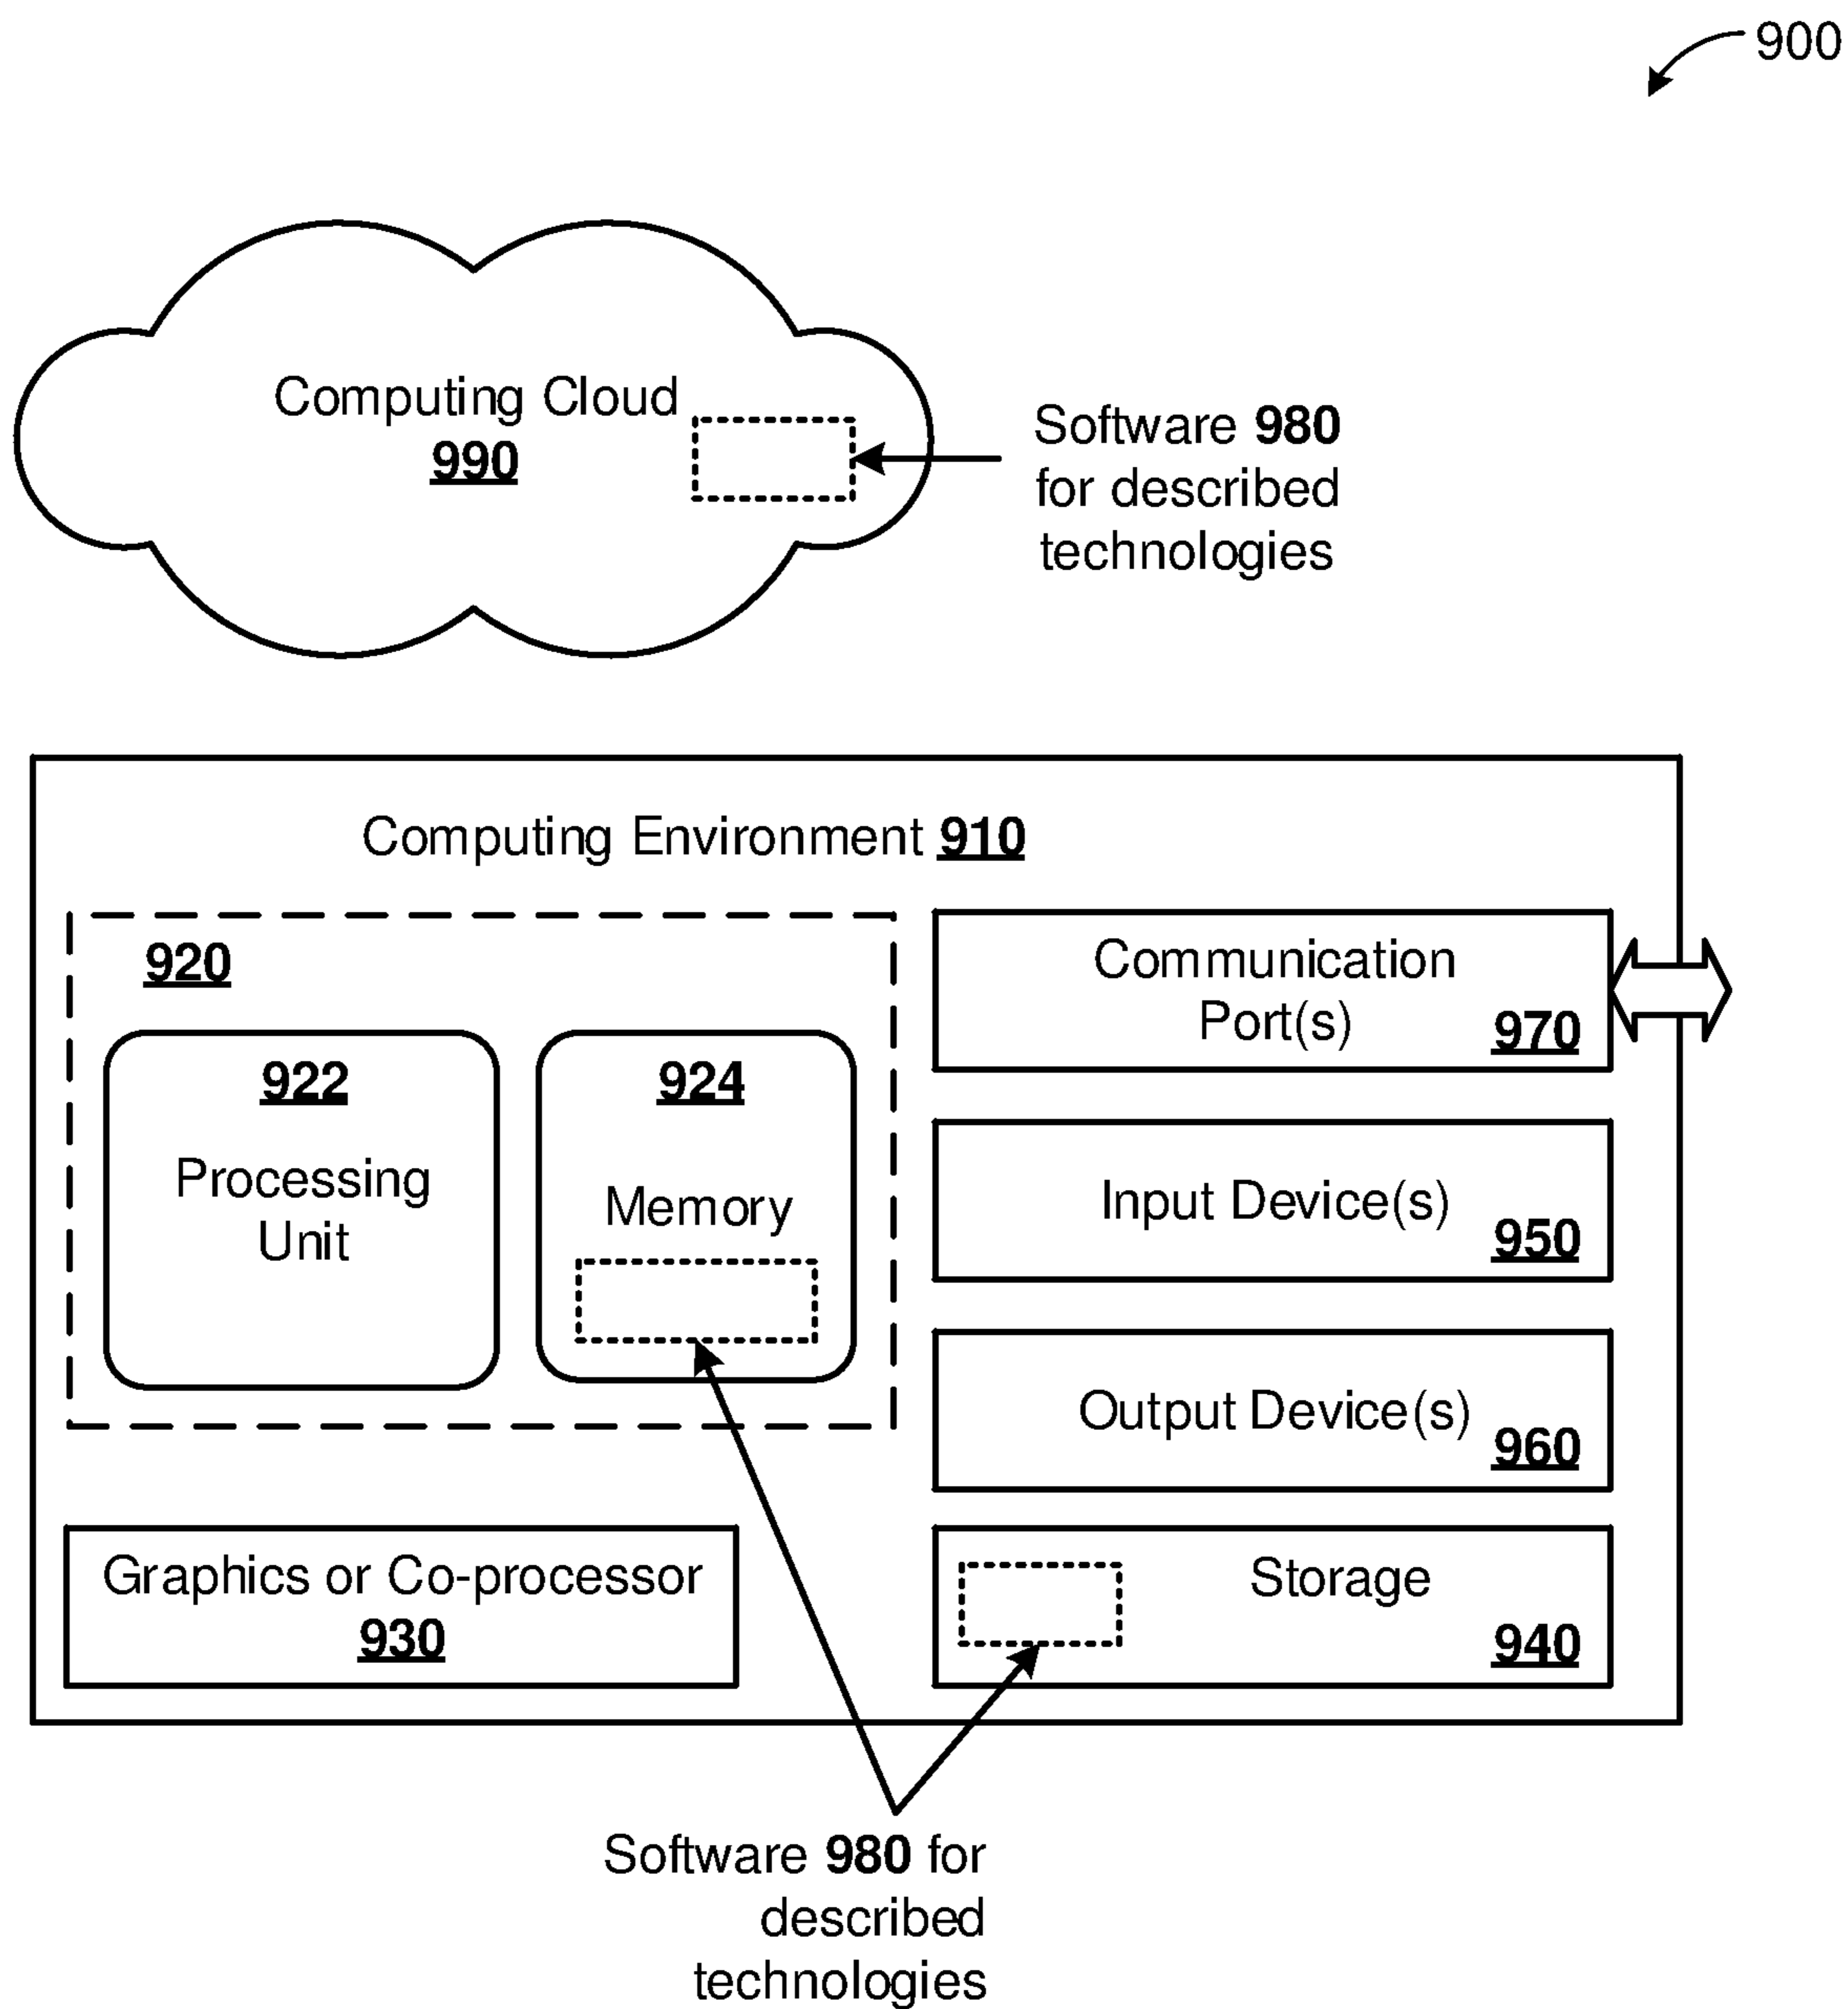 900
Computing Cloud
990
Software 980
for described
technologies
Computing Environment 910
920
922
Processing
Unit
924
Memory
Communication
Port(s)
970
Input Device(s)
950
Output Device(s)
960
Graphics or Co-processor
930
Storage
940
Software 980 for
described
technologies